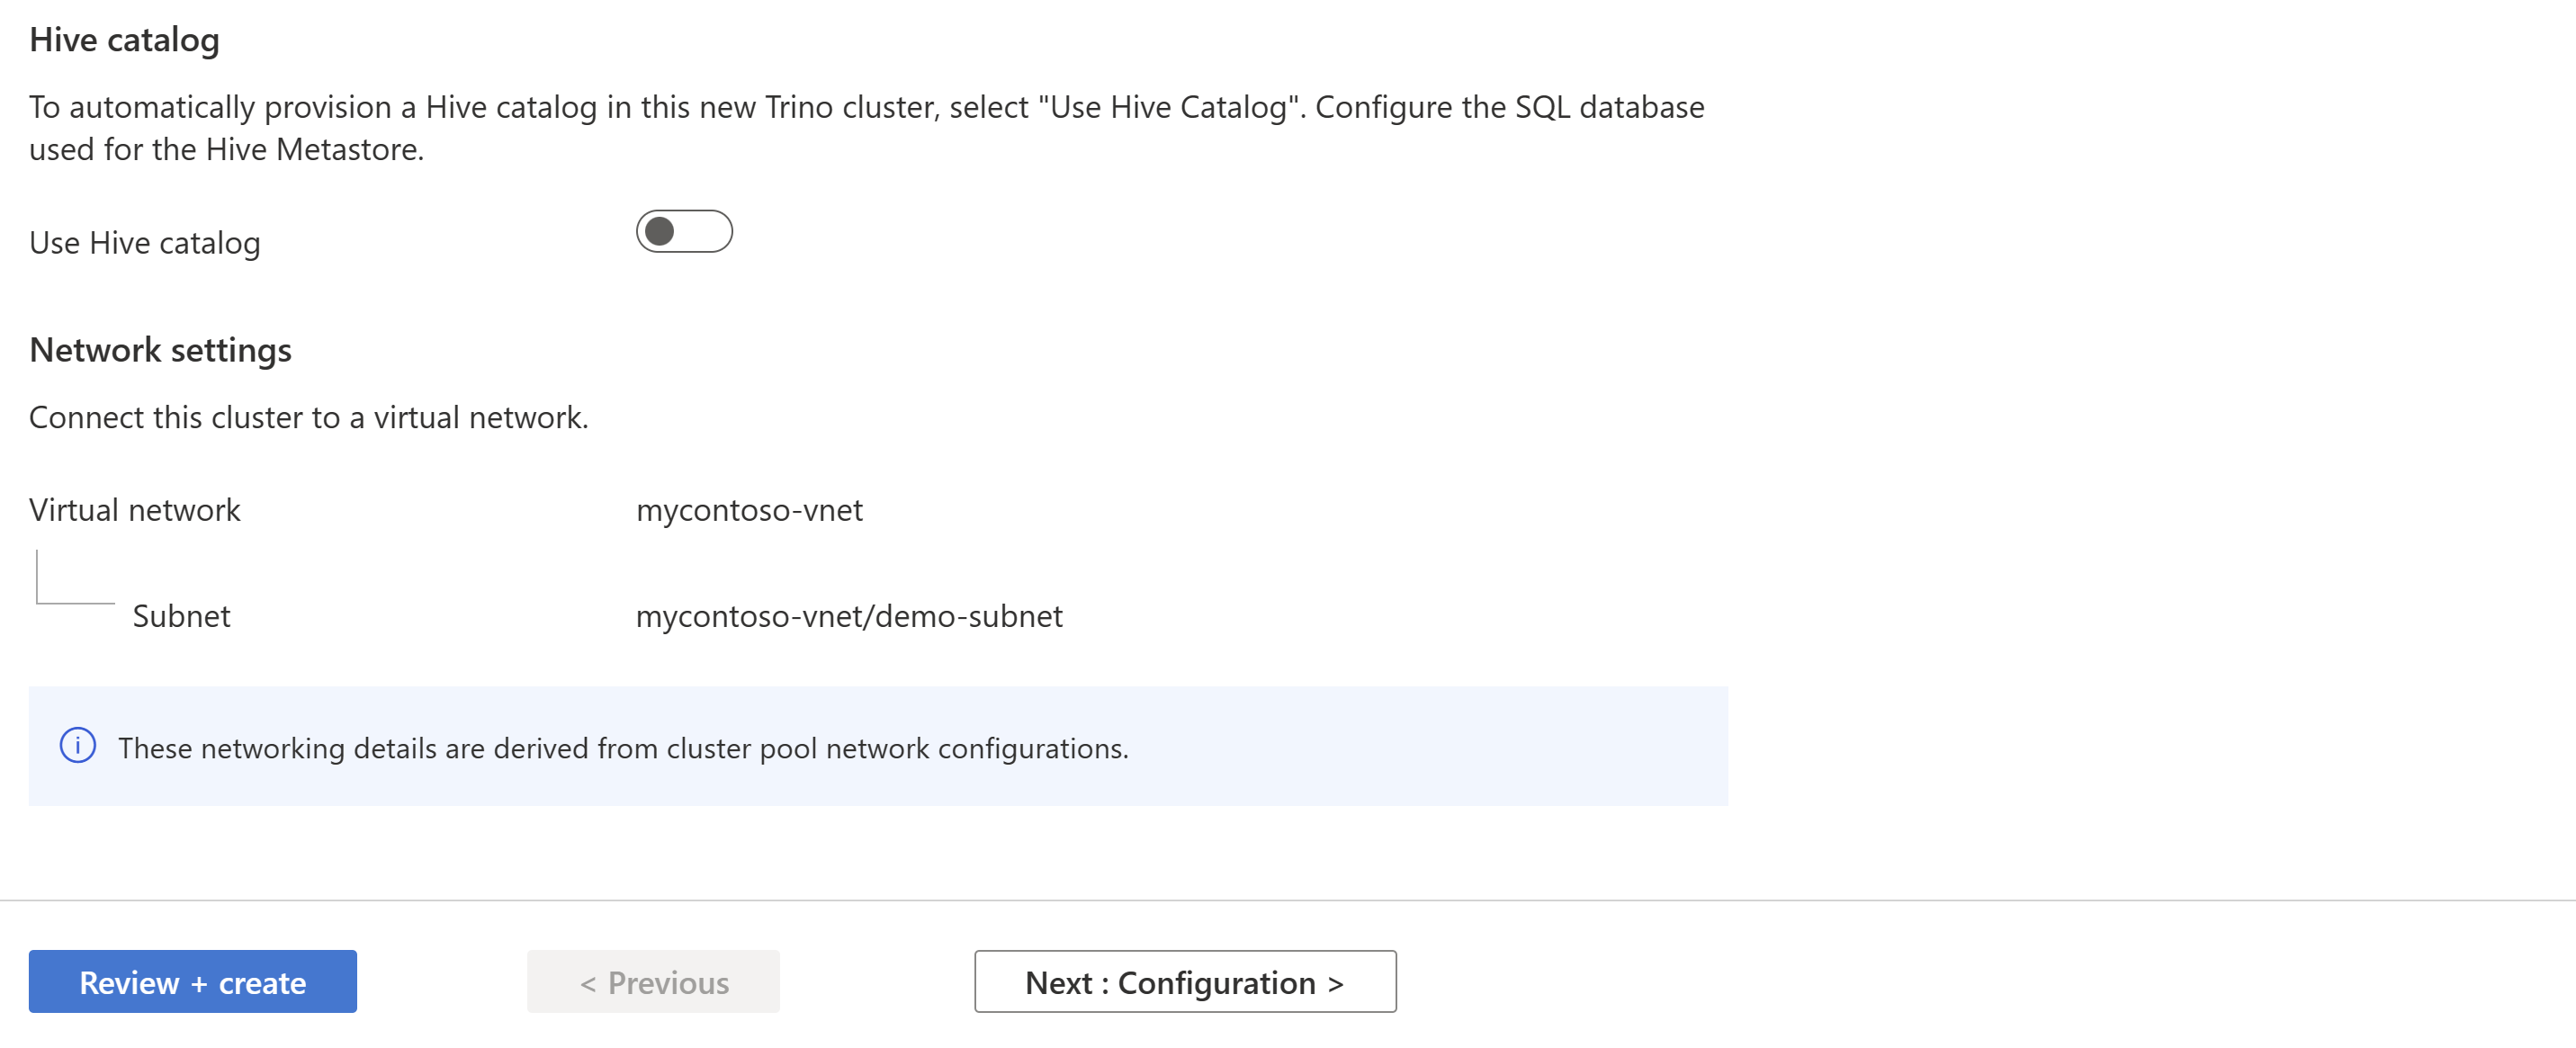 Hive catalog
To automatically provision a Hive catalog in this new Trino cluster, select "Use Hive Catalog". Configure the SQL database
used for the Hive Metastore.
Use Hive catalog
Network settings
Connect this cluster to a virtual network.
Virtual network mycontoso-vnet
Subnet mycontoso-vnet/demo-subnet
These networking details are derived from cluster pool network configurations.
Review + create < Previous Next : Configuration >